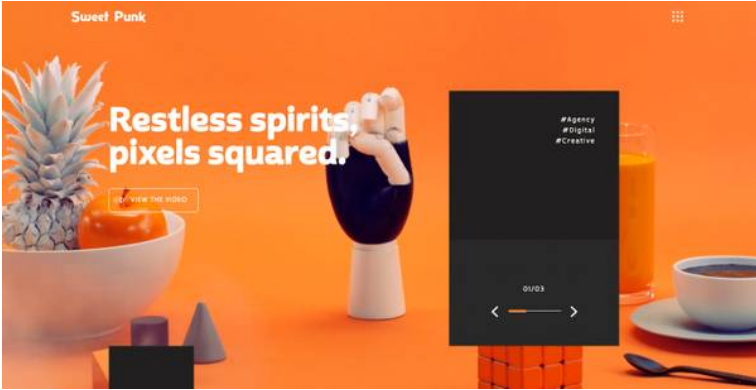 Sweet Punk
Restless spirits,
pixels squared.
VIEW THE VIDEO
#Agency
#Digital
#Creative
01/03